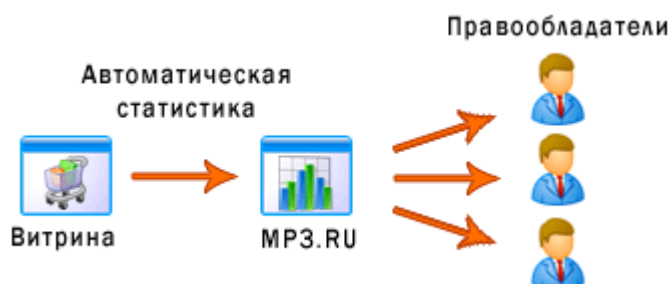 Правообладатели
Автоматическая
статистика
Витрина
MP3.RU